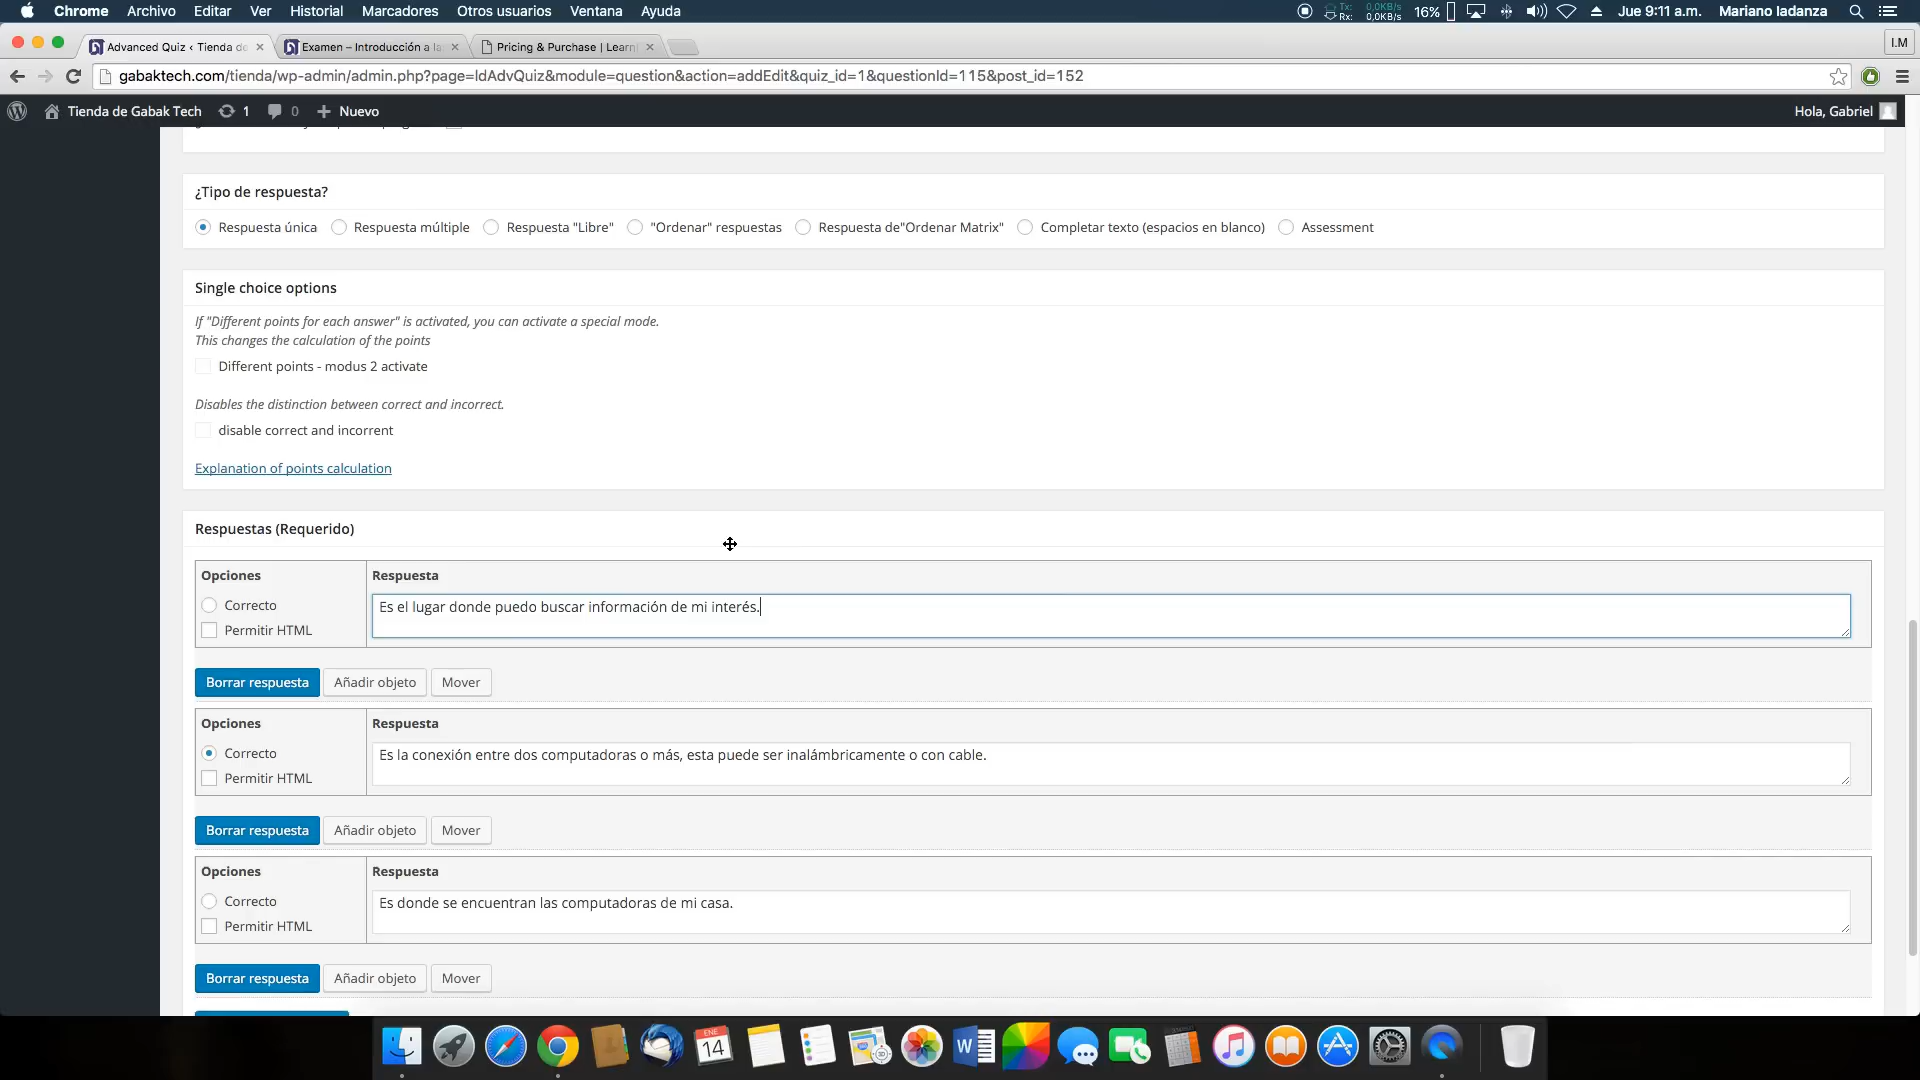 Chrome Archivo Editar Ver Historial Marcadores Otros usuarios Ventana Ayuda
Tx: 0,0KB/s
Rx: 0,0KB/s
16% Jue 9:11 a.m. Mariano Iadanza
Advanced Quiz ‹ Tienda de
Examen – Introducción a la
Pricing & Purchase | Learn
I.M
gabaktech.com/tienda/wp-admin/admin.php?page=ldAdvQuiz&module=question&action=addEdit&quiz_id=1&questionId=115&post_id=152
Tienda de Gabak Tech 1 0 Nuevo Hola, Gabriel
¿Tipo de respuesta?
Respuesta única Respuesta múltiple Respuesta "Libre" "Ordenar" respuestas Respuesta de"Ordenar Matrix" Completar texto (espacios en blanco) Assessment
Single choice options
If "Different points for each answer" is activated, you can activate a special mode.
This changes the calculation of the points
Different points - modus 2 activate
Disables the distinction between correct and incorrect.
disable correct and incorrent
Explanation of points calculation
Respuestas (Requerido)
Opciones Respuesta
Correcto
Es el lugar donde puedo buscar información de mi interés.
Permitir HTML
Borrar respuesta Añadir objeto Mover
Opciones Respuesta
Correcto
Es la conexión entre dos computadoras o más, esta puede ser inalámbricamente o con cable.
Permitir HTML
Borrar respuesta Añadir objeto Mover
Opciones Respuesta
Correcto
Es donde se encuentran las computadoras de mi casa.
Permitir HTML
Borrar respuesta Añadir objeto Mover
ENE
14
W